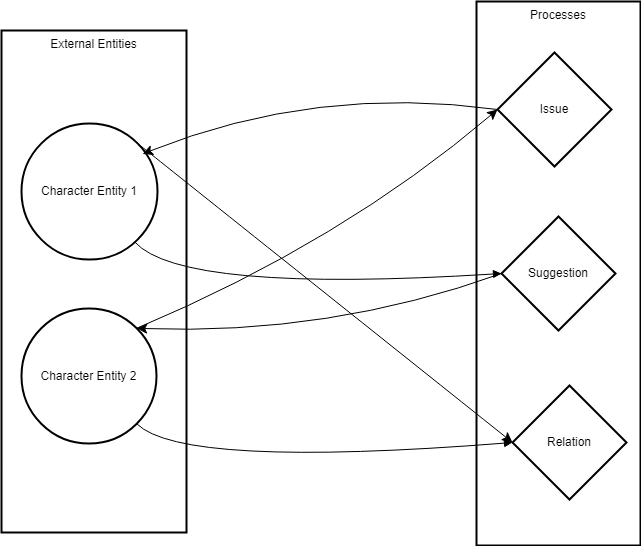 External Entities
Processes
Issue
Character Entity 1
Suggestion
Character Entity 2
Relation